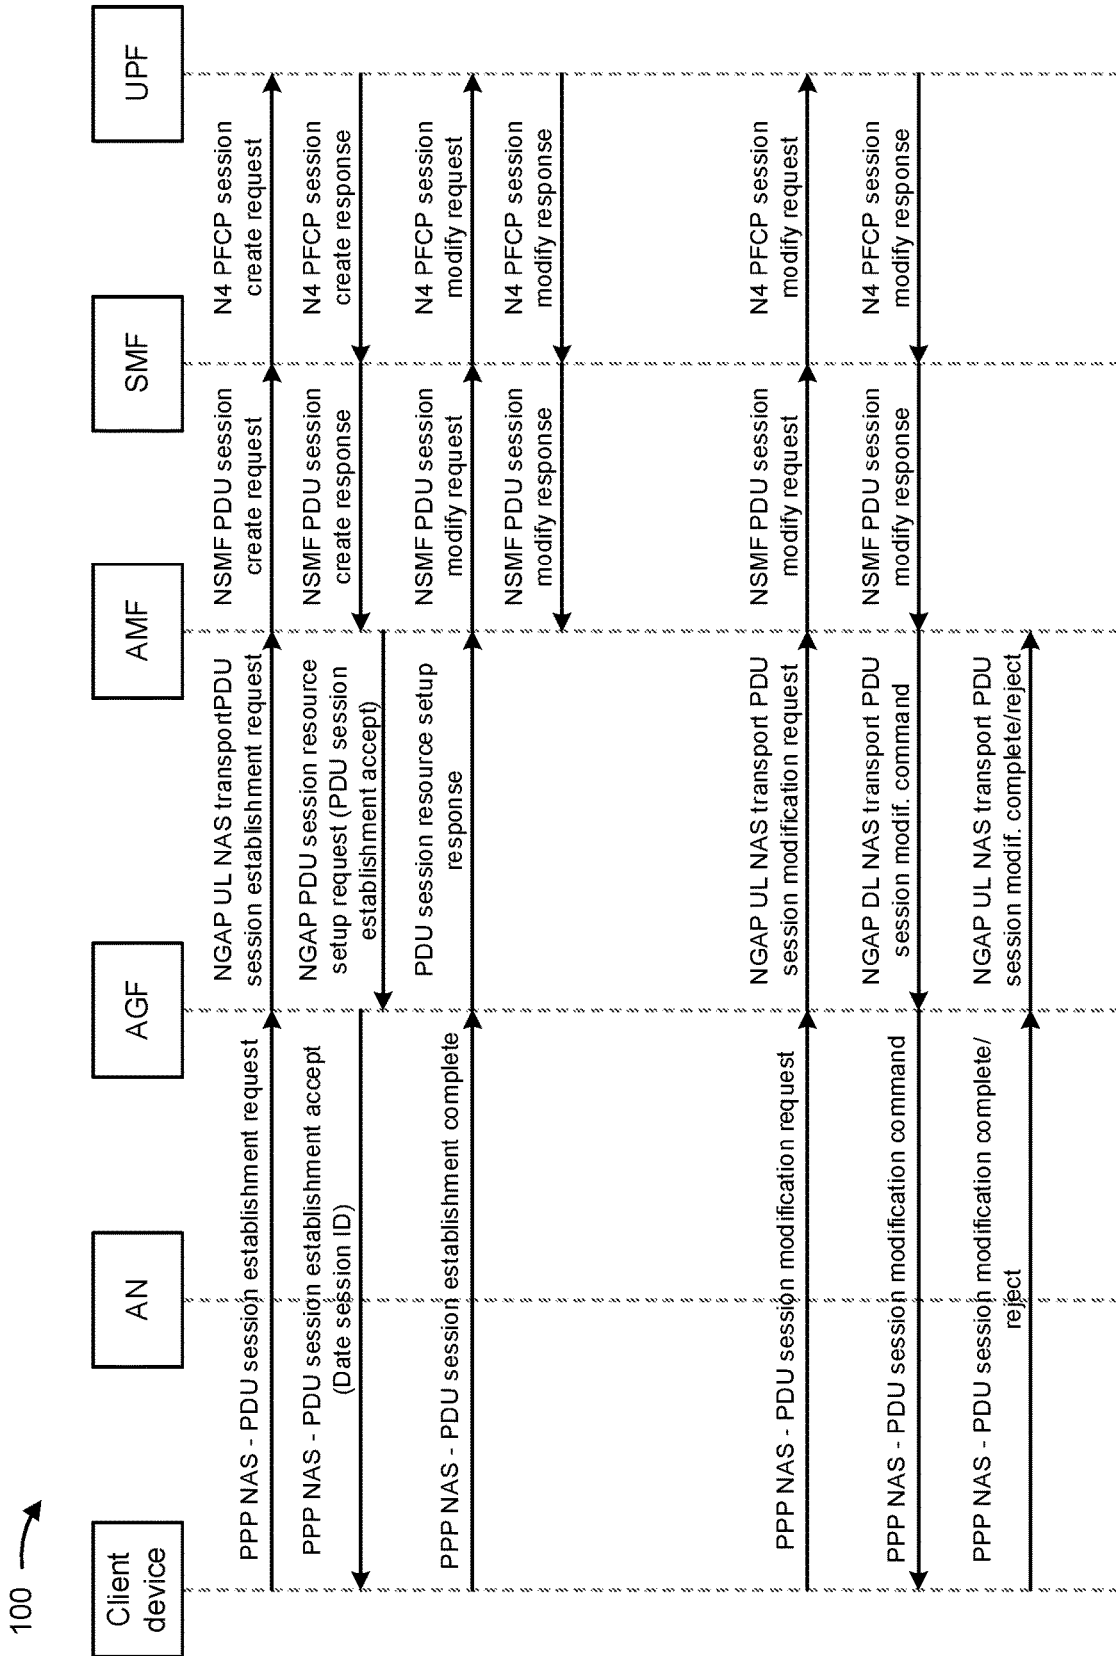 100
Client
device
AN
AGF
AMF
SMF
UPF
PPP NAS - PDU session establishment request
NGAP UL NAS transportPDU
session establishment request
NSMF PDU session
create request
N4 PFCP session
create request
PPP NAS - PDU session establishment accept
(Date session ID)
NGAP PDU session resource
setup request (PDU session
establishment accept)
NSMF PDU session
create response
N4 PFCP session
create response
PPP NAS - PDU session establishment complete
PDU session resource setup
response
NSMF PDU session
modify request
N4 PFCP session
modify request
NSMF PDU session
modify response
N4 PFCP session
modify response
PPP NAS - PDU session modification request
NGAP UL NAS transport PDU
session modification request
NSMF PDU session
modify request
N4 PFCP session
modify request
PPP NAS - PDU session modification command
NGAP DL NAS transport PDU
session modif. command
NSMF PDU session
modify response
N4 PFCP session
modify response
PPP NAS - PDU session modification complete/
reject
NGAP UL NAS transport PDU
session modif. complete/reject